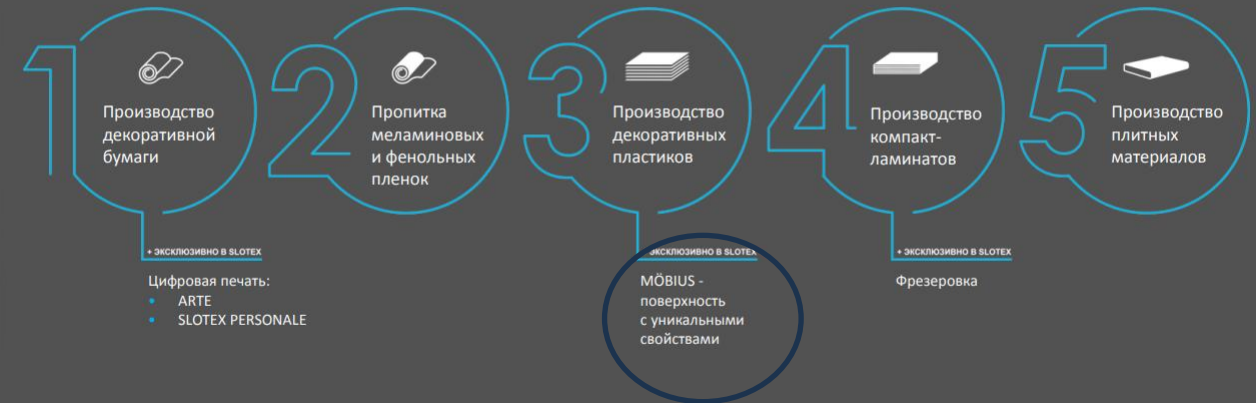 1
Производство
декоративной
бумаги
+ ЭКСКЛЮЗИВНО В SLOTEX
Цифровая печать:
• ARTE
• SLOTEX PERSONALE
2
Пропитка
меламиновых
и фенольных
пленок
3
Производство
декоративных
пластиков
ЭКСКЛЮЗИВНО В SLOTEX
MÖBIUS -
поверхность
с уникальными
свойствами
4
Производство
компакт-
ламинатов
+ ЭКСКЛЮЗИВНО В SLOTEX
Фрезеровка
5
Производство
плитных
материалов